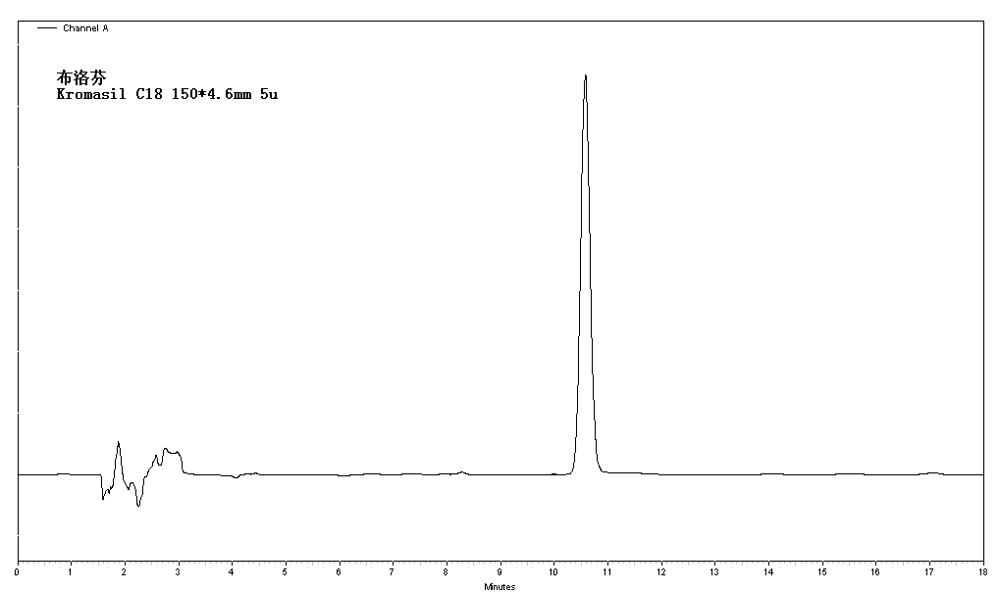 Channel A
布洛芬
Kromasil C18 150*4.6mm 5u
0 1 2 3 4 5 6 7 8 9 10 11 12 13 14 15 16 17 18
Minutes